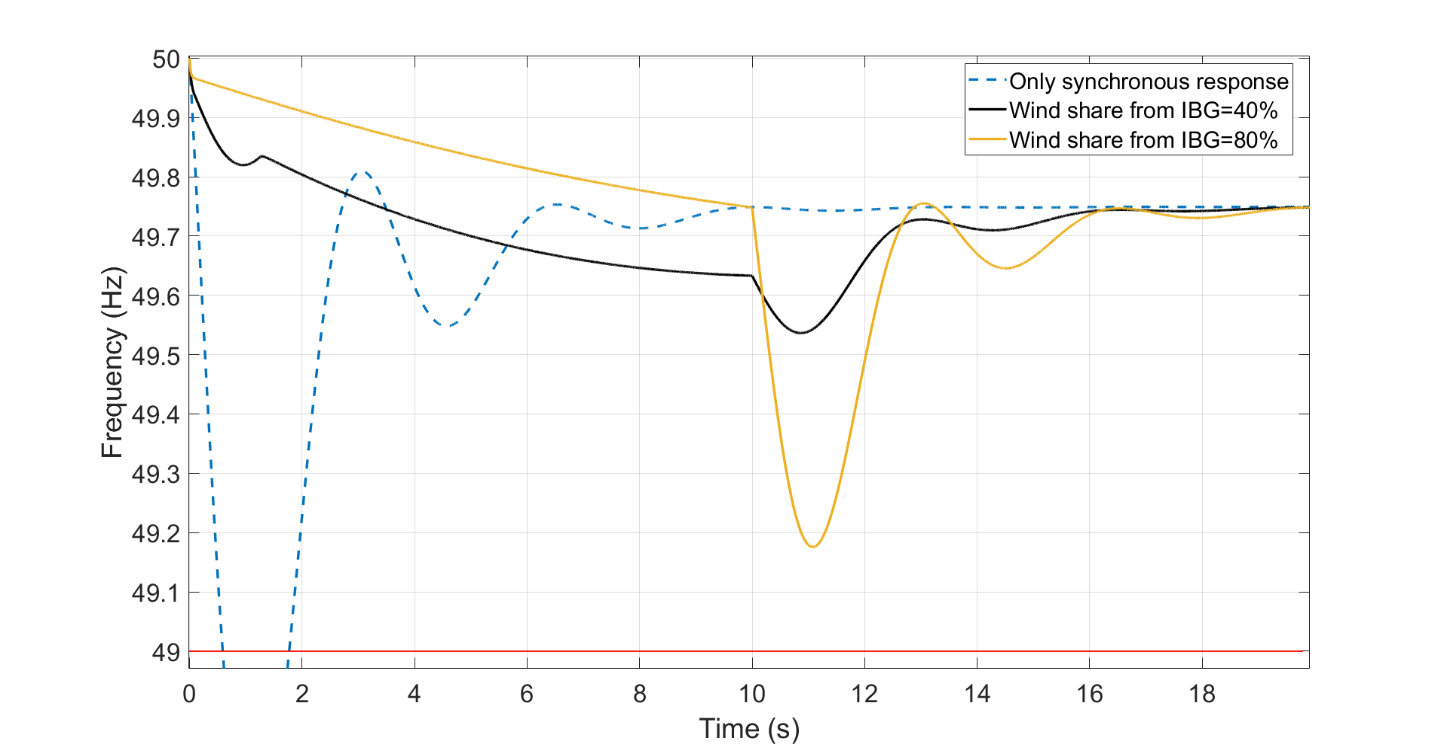 50
49.9
49.8
49.7
49.6
49.5
49.4
49.3
49.2
49.1
49
Frequency (Hz)
Only synchronous response
Wind share from IBG=40%
Wind share from IBG=80%
0 2 4 6 8 10 12 14 16 18
Time (s)